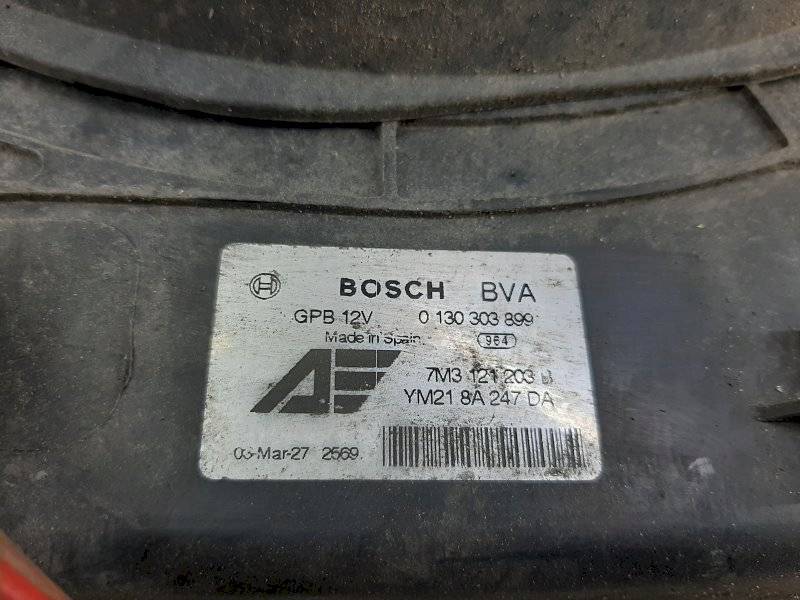 BOSCH BVA
GPB 12V 0 130 303 899
Made in Spain 964
AE 7M3 121 203
YM21 8A 247 DA
03-Mar-27 2569